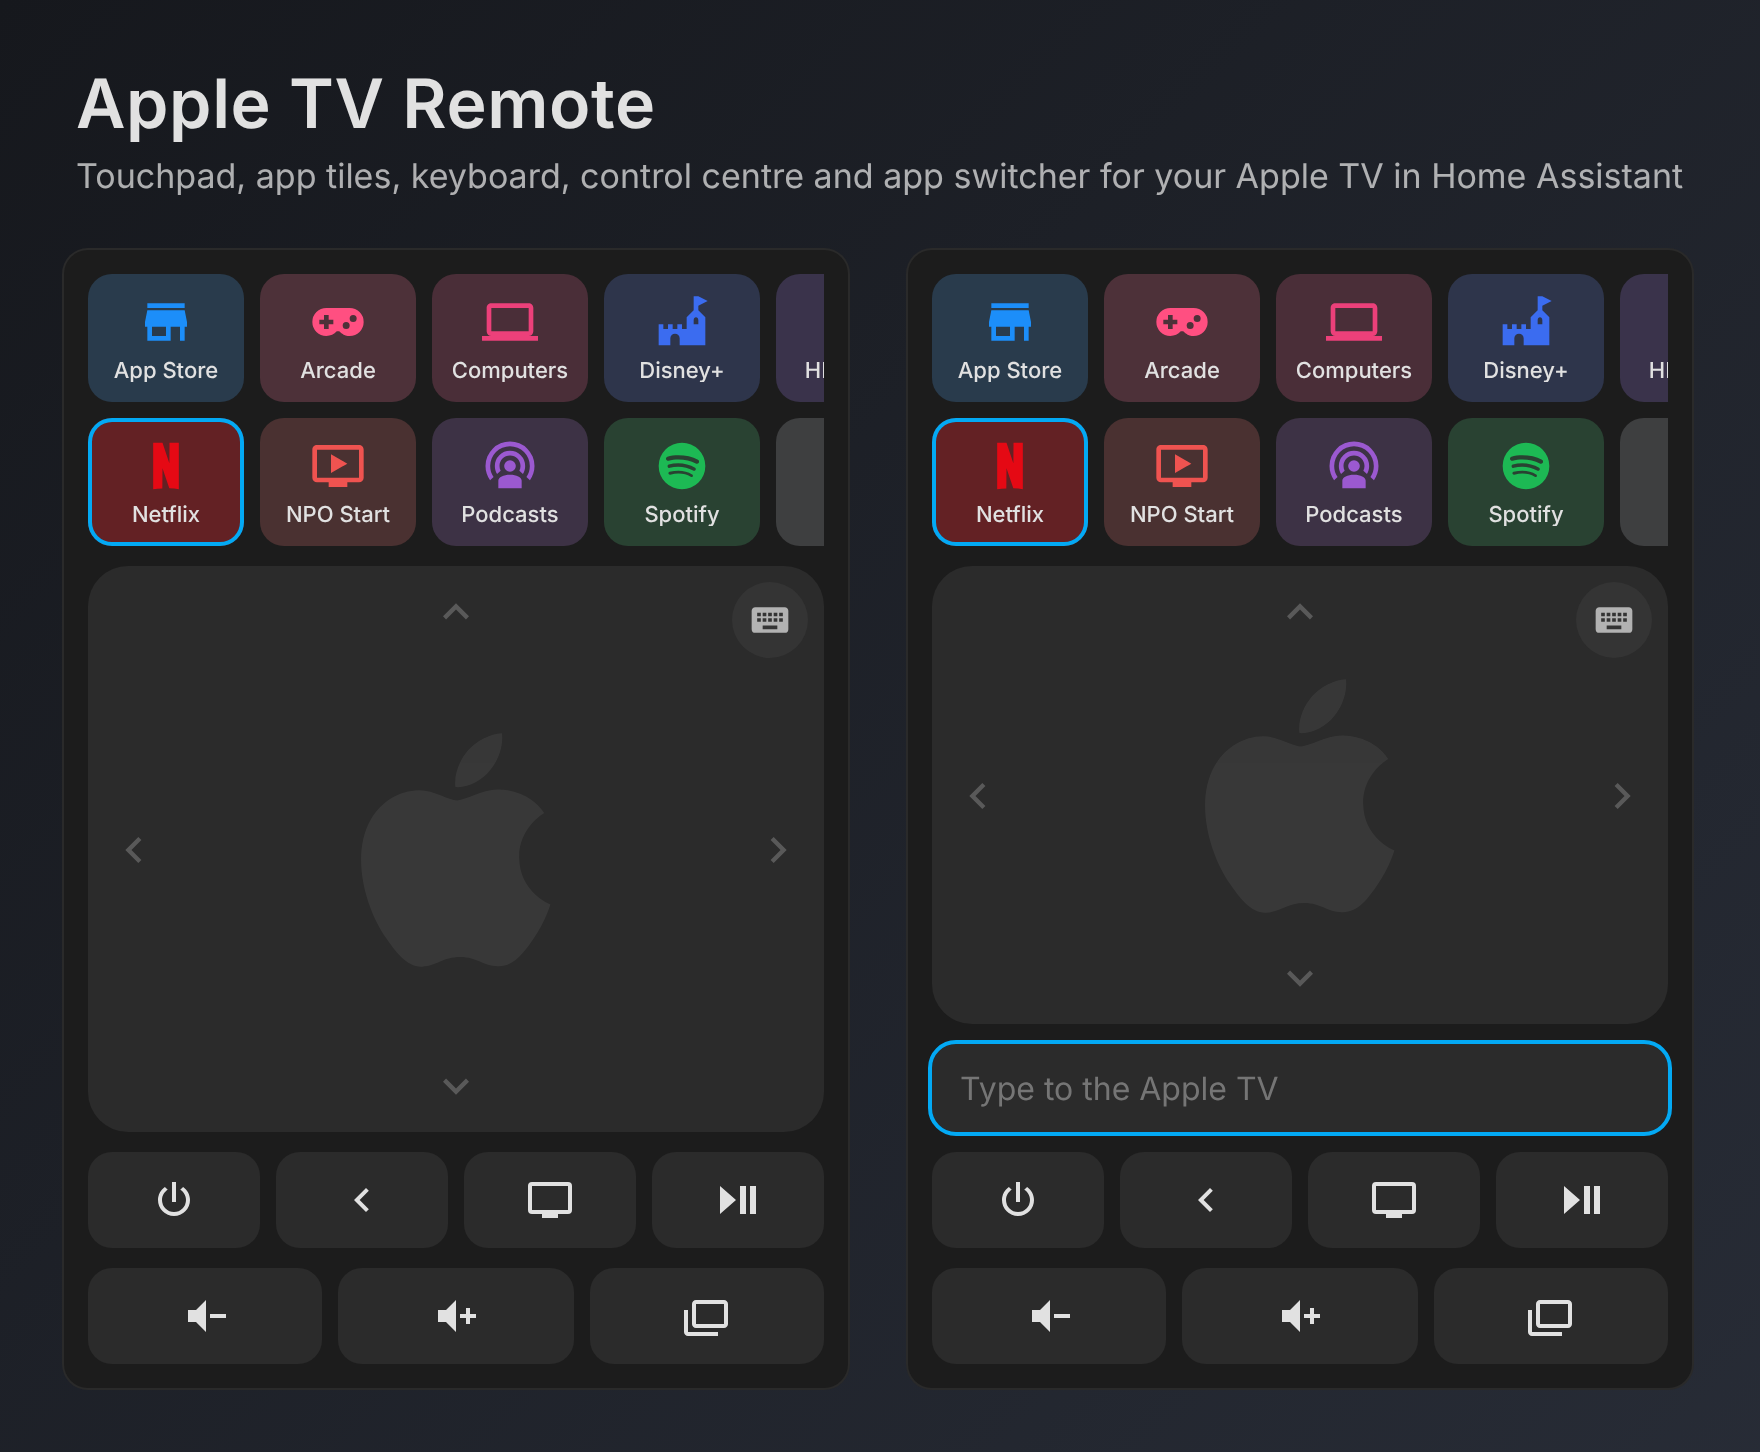 Apple TV Remote
Touchpad, app tiles, keyboard, control centre and app switcher for your Apple TV in Home Assistant
App Store Arcade Computers Disney+
Netflix NPO Start Podcasts Spotify
App Store Arcade Computers Disney+
Netflix NPO Start Podcasts Spotify
Type to the Apple TV